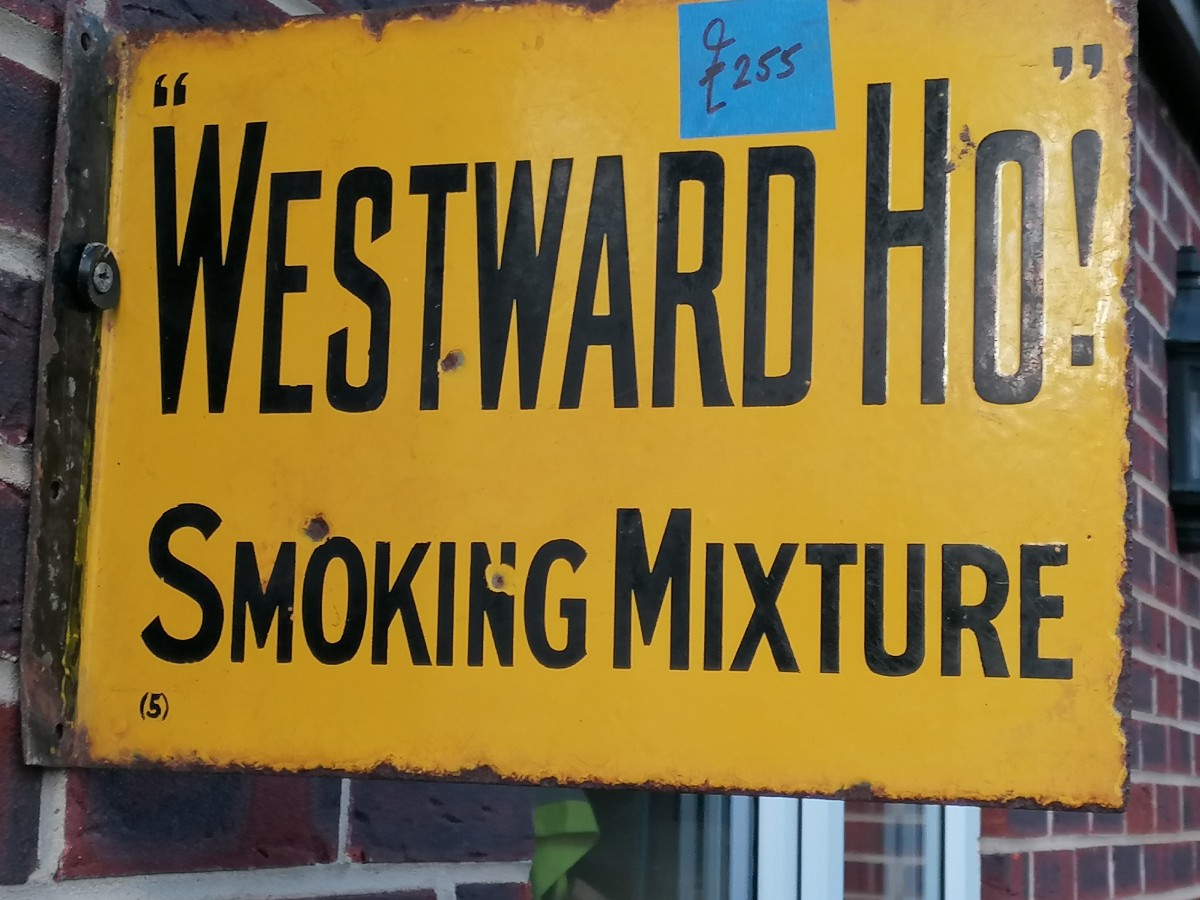 £255
“WESTWARD HO!”
SMOKING MIXTURE
(5)